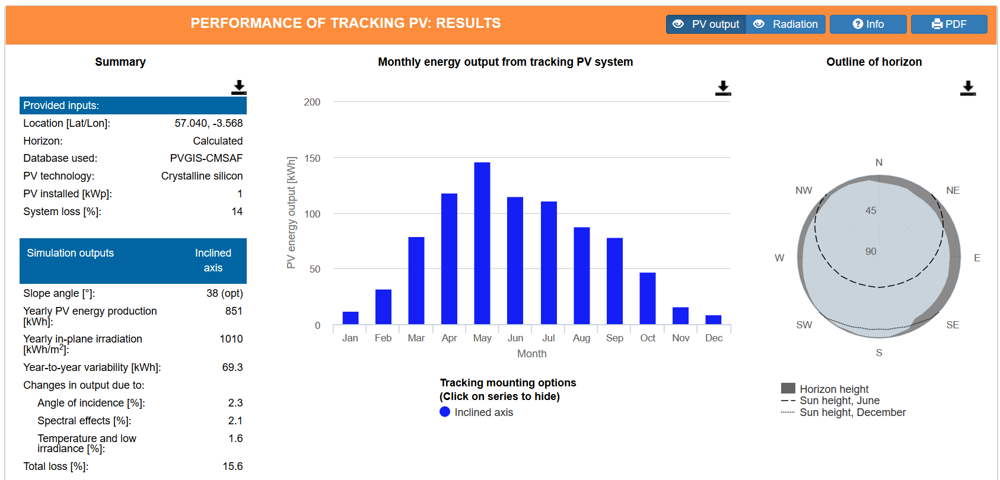 PERFORMANCE OF TRACKING PV: RESULTS
PV output
Radiation
Info
PDF
Summary
Provided inputs:
Location [Lat/Lon]: 57.040, -3.568
Horizon: Calculated
Database used: PVGIS-CMSAF
PV technology: Crystalline silicon
PV installed [kWp]: 1
System loss [%]: 14
Simulation outputs Inclined
axis
Slope angle [°]: 38 (opt)
Yearly PV energy production 851
[kWh]:
Yearly in-plane irradiation 1010
[kWh/m²]:
Year-to-year variability [kWh]: 69.3
Changes in output due to:
Angle of incidence [%]: 2.3
Spectral effects [%]: 2.1
Temperature and low 1.6
irradiance [%]:
Total loss [%]: 15.6
Monthly energy output from tracking PV system
PV energy output [kWh]
200
150
100
50
0
Jan Feb Mar Apr May Jun Jul Aug Sep Oct Nov Dec
Month
Tracking mounting options
(Click on series to hide)
Inclined axis
Outline of horizon
N
NW NE
45
90
W E
SW SE
S
Horizon height
Sun height, June
Sun height, December